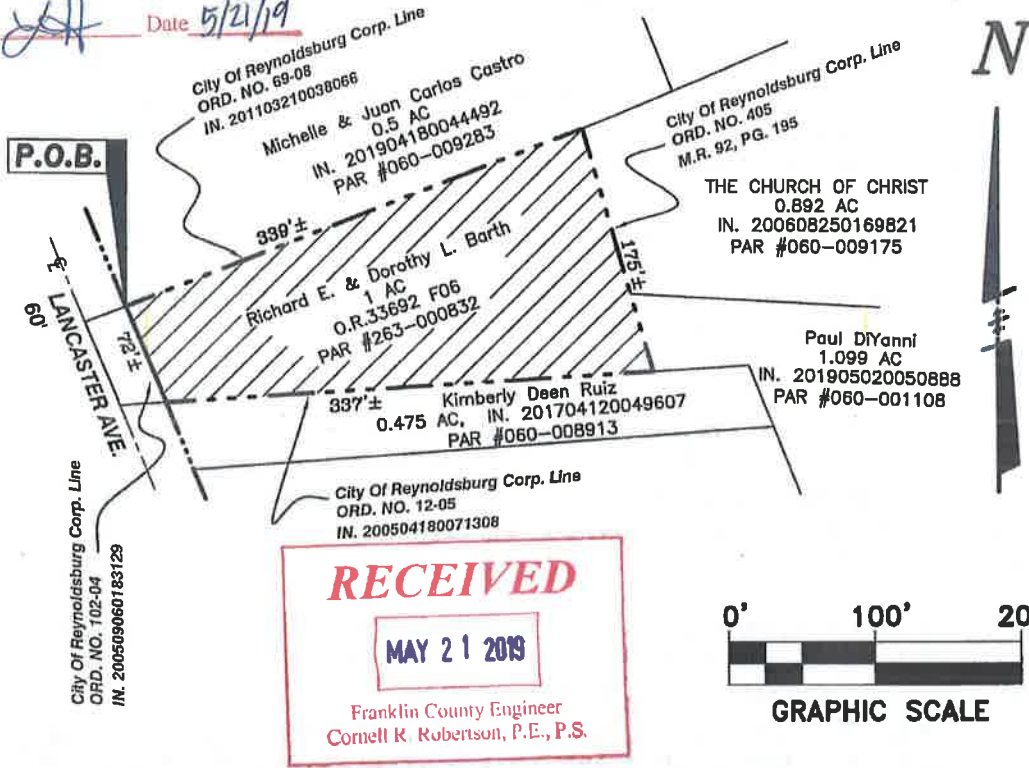 Date 5/21/19
City Of Reynoldsburg Corp. Line
ORD. NO. 69-08
IN. 201103210038066
Michelle & Juan Carlos Castro
0.5 AC
IN. 201904180044492
PAR #060-009283
City Of Reynoldsburg Corp. Line
ORD. NO. 405
M.R. 92, PG. 195
N
P.O.B.
THE CHURCH OF CHRIST
0.892 AC
IN. 200608250169821
PAR #060-009175
339'±
175'±
Richard E. & Dorothy L. Barth
1 AC
O.R.33692 F06
PAR #263-000832
60'
LANCASTER AVE.
72'±
Paul DiYanni
1.099 AC
IN. 201905020050888
PAR #060-001108
337'±
Kimberly Deen Ruiz
0.475 AC, IN. 201704120049607
PAR #060-008913
City Of Reynoldsburg Corp. Line
ORD. NO. 12-05
IN. 200504180071308
City Of Reynoldsburg Corp. Line
ORD. NO. 102-04
IN. 200509060183129
RECEIVED
MAY 21 2019
Franklin County Engineer
Cornell R. Robertson, P.E., P.S.
0' 100' 20
GRAPHIC SCALE